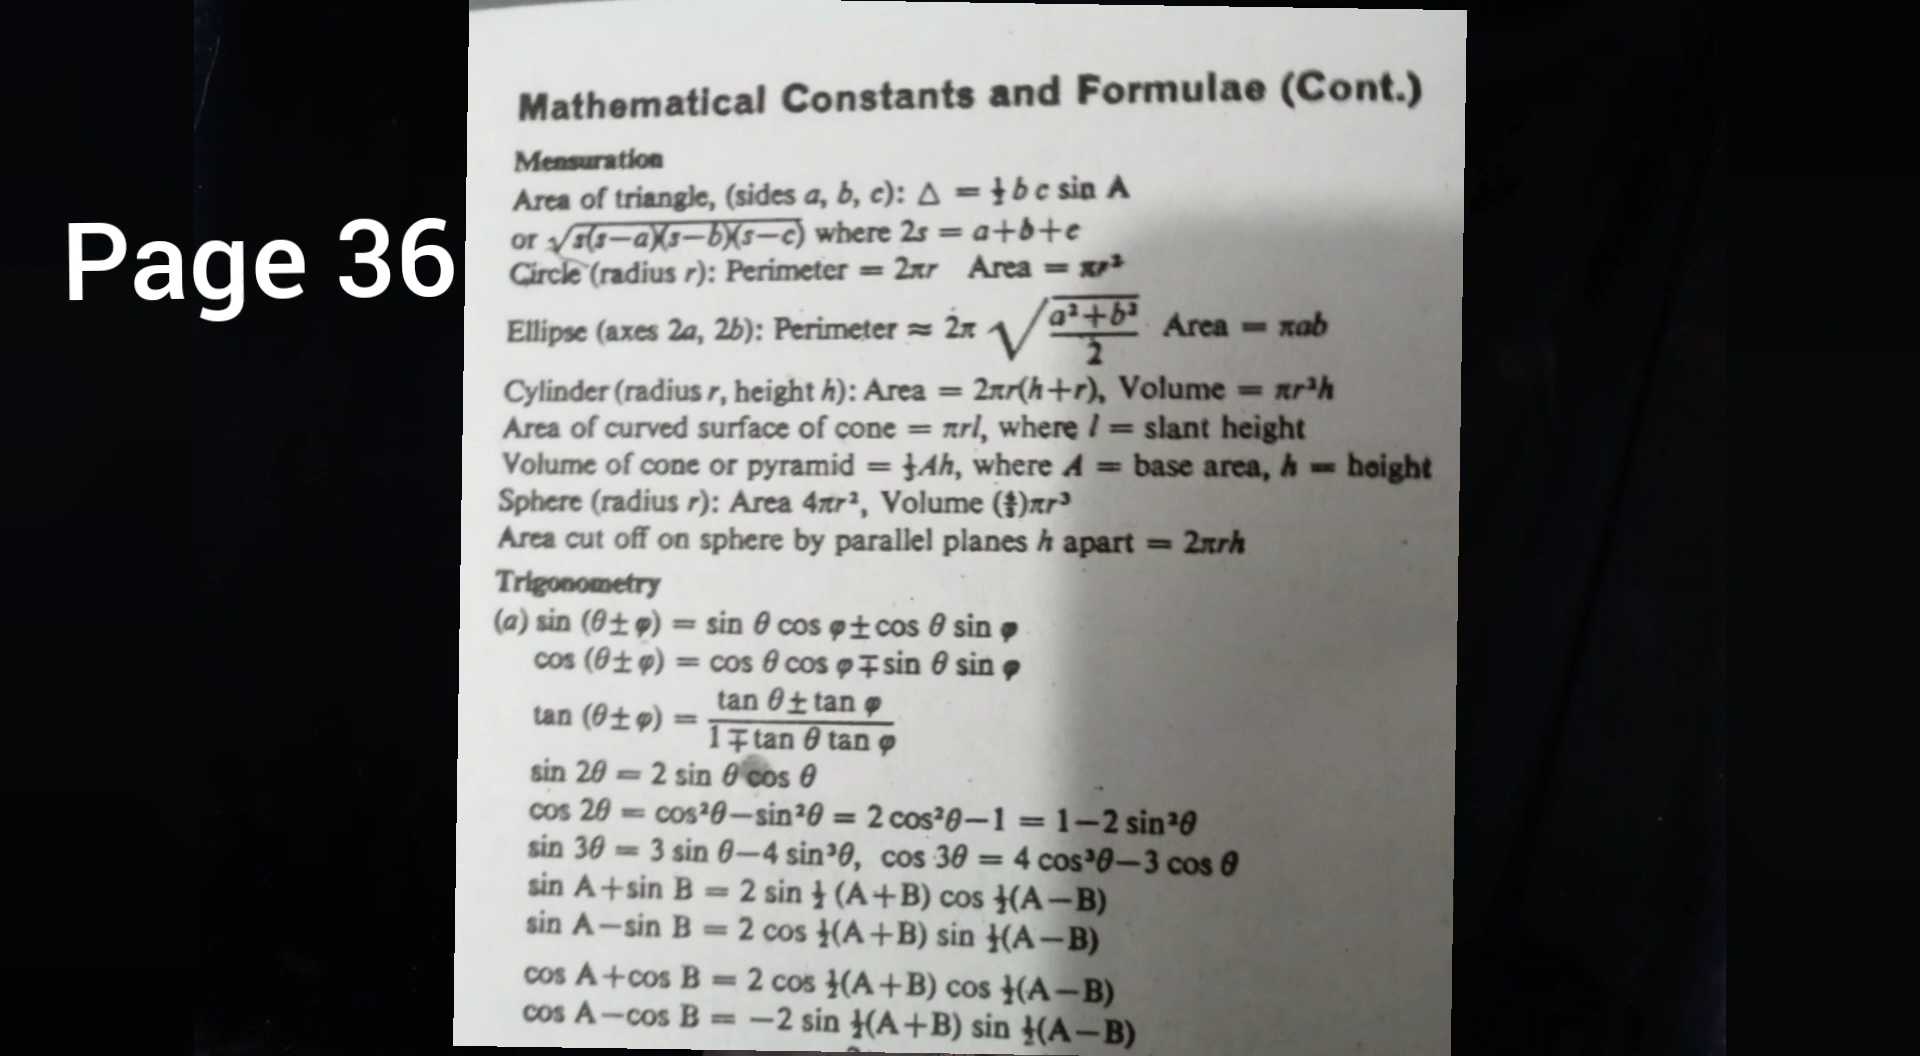 Page 36
Mathematical Constants and Formulae (Cont.)
Mensuration
Area of triangle, (sides a, b, c): △ = ½ b c sin A
or √s(s−a)(s−b)(s−c) where 2s = a+b+c
Circle (radius r): Perimeter = 2πr Area = πr²
Ellipse (axes 2a, 2b): Perimeter ≈ 2π √((a²+b²)/2) Area = πab
Cylinder (radius r, height h): Area = 2πr(h+r), Volume = πr²h
Area of curved surface of cone = πrl, where l = slant height
Volume of cone or pyramid = ⅓Ah, where A = base area, h = height
Sphere (radius r): Area 4πr², Volume (4/3)πr³
Area cut off on sphere by parallel planes h apart = 2πrh
Trigonometry
(a) sin (θ±φ) = sin θ cos φ±cos θ sin φ
cos (θ±φ) = cos θ cos φ∓sin θ sin φ
tan (θ±φ) = (tan θ±tan φ)/(1∓tan θ tan φ)
sin 2θ = 2 sin θ cos θ
cos 2θ = cos²θ−sin²θ = 2 cos²θ−1 = 1−2 sin²θ
sin 3θ = 3 sin θ−4 sin³θ, cos 3θ = 4 cos³θ−3 cos θ
sin A+sin B = 2 sin ½ (A+B) cos ½(A−B)
sin A−sin B = 2 cos ½(A+B) sin ½(A−B)
cos A+cos B = 2 cos ½(A+B) cos ½(A−B)
cos A−cos B = −2 sin ½(A+B) sin ½(A−B)